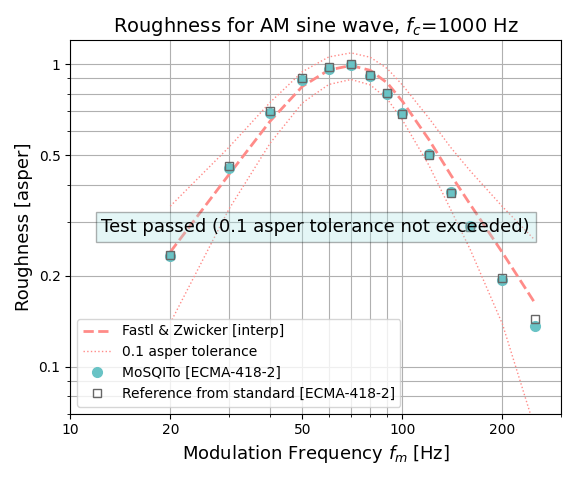 Roughness for AM sine wave, f_c=1000 Hz
1
0.5
0.2
0.1
Roughness [asper]
Test passed (0.1 asper tolerance not exceeded)
Fastl & Zwicker [interp]
0.1 asper tolerance
MoSQITo [ECMA-418-2]
Reference from standard [ECMA-418-2]
10 20 50 100 200
Modulation Frequency f_m [Hz]